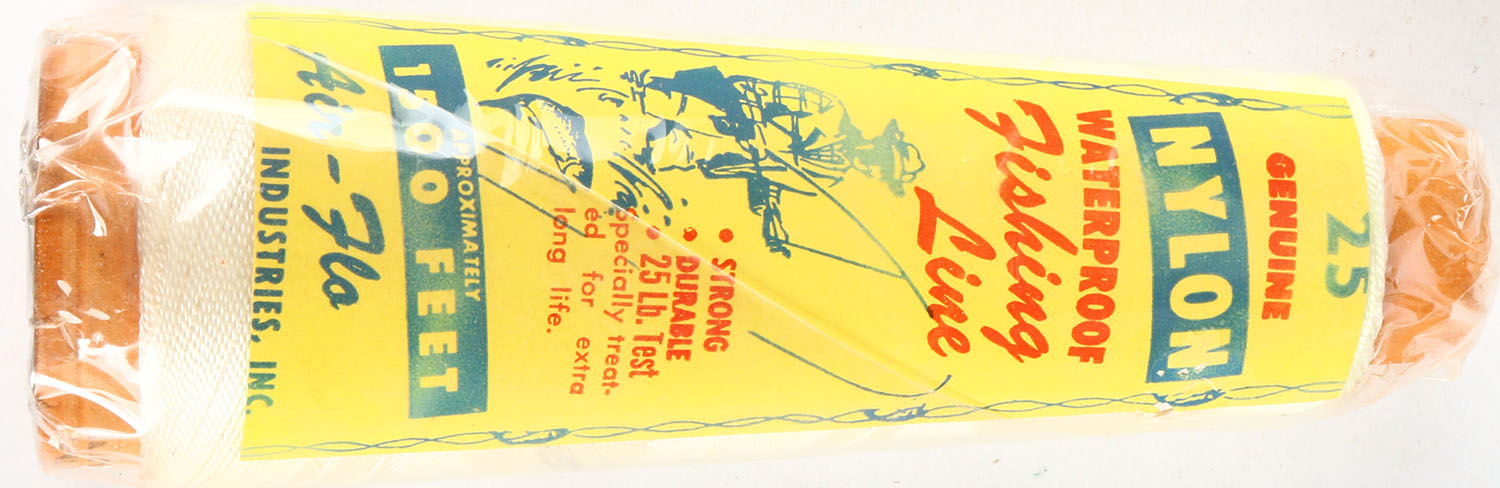 25
GENUINE
NYLON
WATERPROOF
Fishing
Line
• STRONG
• DURABLE
• 25 lb. Test
Specially treat-
ed for extra
long life.
APPROXIMATELY
FEET
Air-Flo
INDUSTRIES, INC.